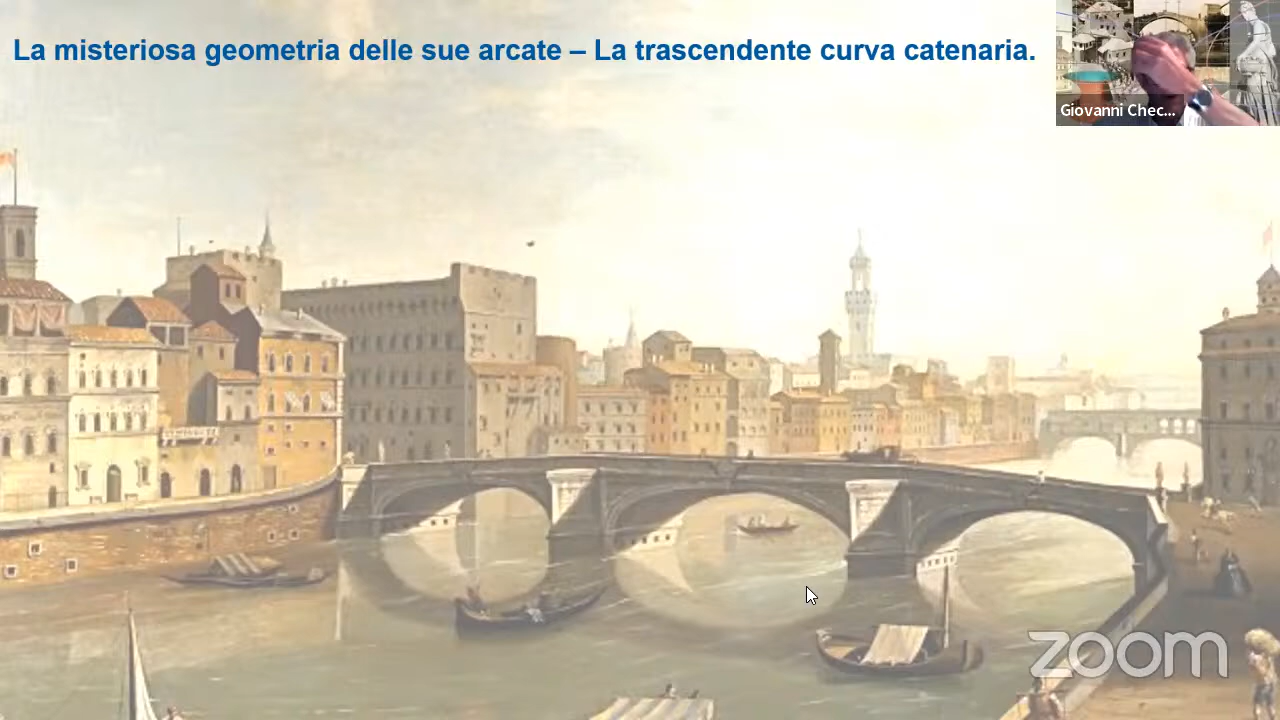 La misteriosa geometria delle sue arcate – La trascendente curva catenaria.
Giovanni Chec...
zoom